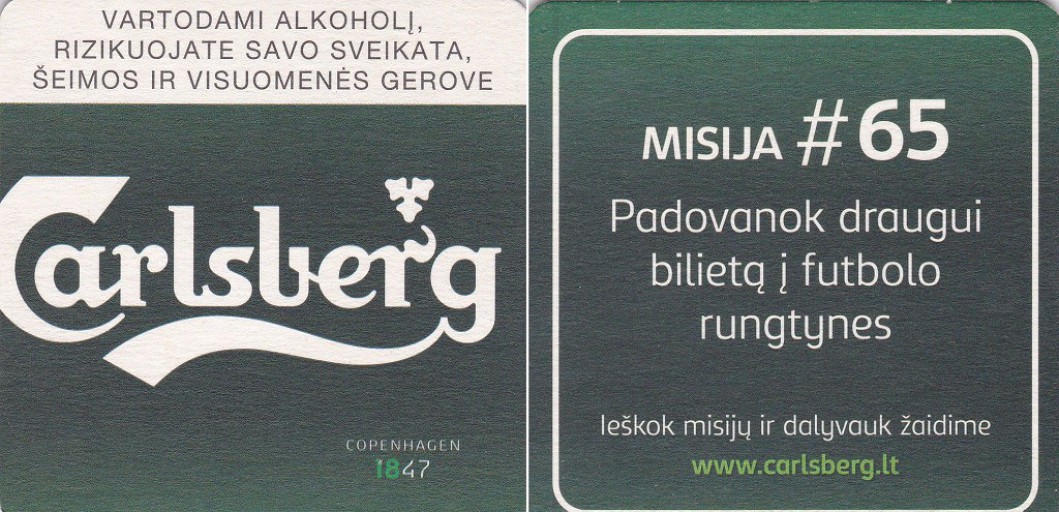 VARTODAMI ALKOHOLĮ,
RIZIKUOJATE SAVO SVEIKATA,
ŠEIMOS IR VISUOMENĖS GEROVE
Carlsberg
COPENHAGEN
1847
MISIJA #65
Padovanok draugui
bilietą į futbolo
rungtynes
Ieškok misijų ir dalyvauk žaidime
www.carlsberg.lt